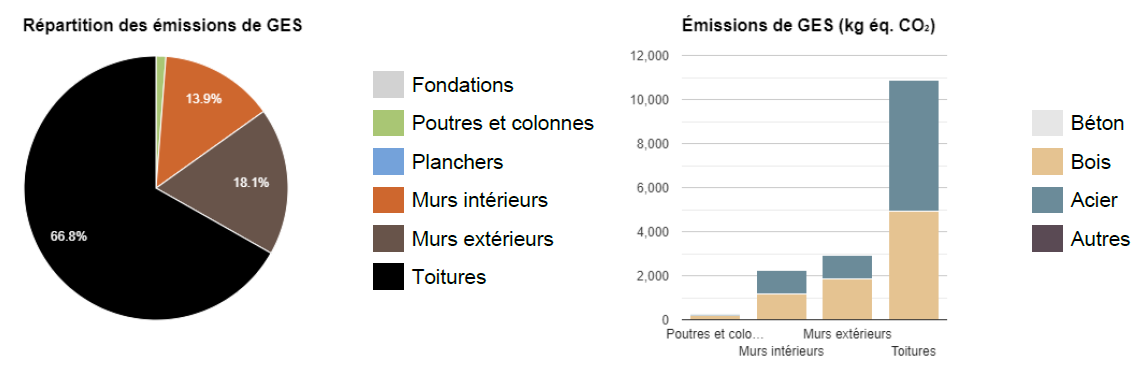 Répartition des émissions de GES
13.9%
18.1%
66.8%
Fondations
Poutres et colonnes
Planchers
Murs intérieurs
Murs extérieurs
Toitures
Émissions de GES (kg éq. CO₂)
12,000
10,000
8,000
6,000
4,000
2,000
0
Poutres et colo…
Murs intérieurs
Murs extérieurs
Toitures
Béton
Bois
Acier
Autres